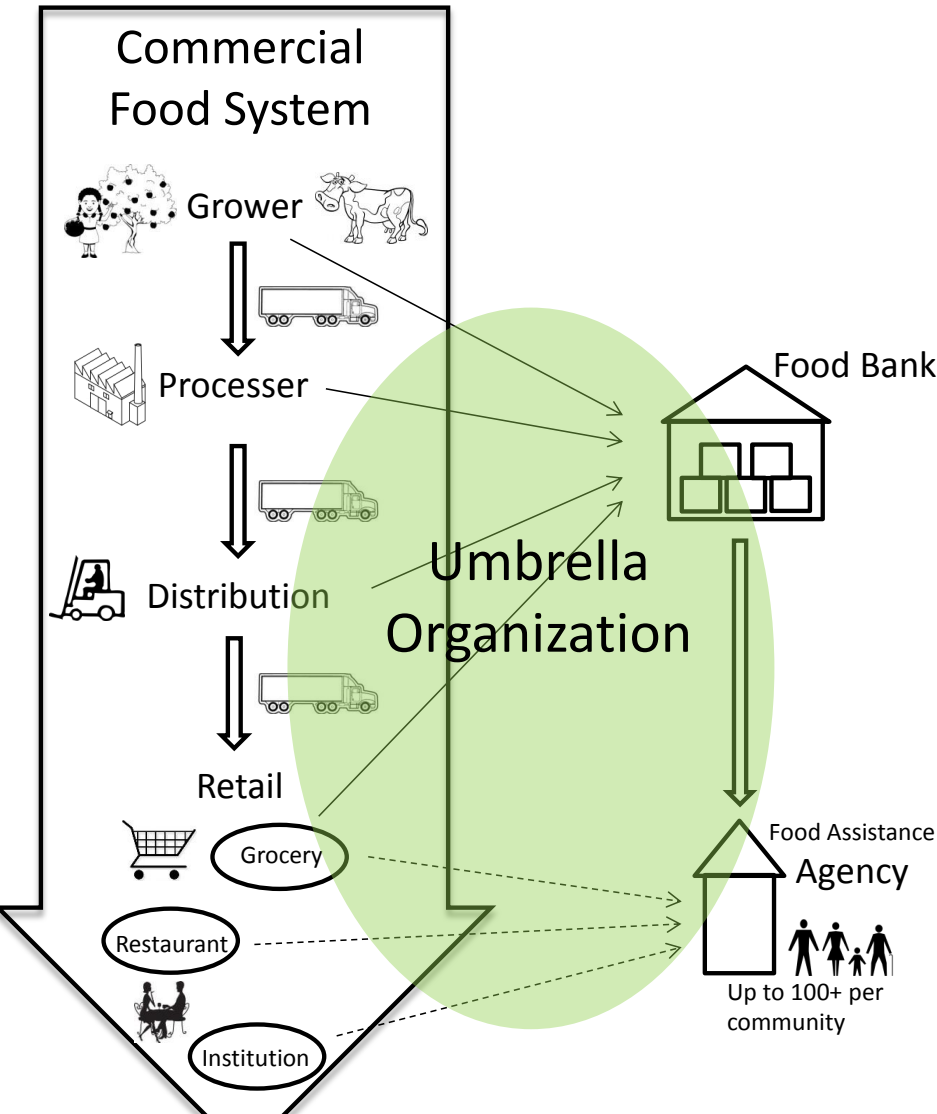 Commercial
Food System
Grower
Food Bank
Processer
Umbrella
Organization
Distribution
Retail
Food Assistance
Agency
Grocery
Restaurant
Up to 100+ per
community
Institution